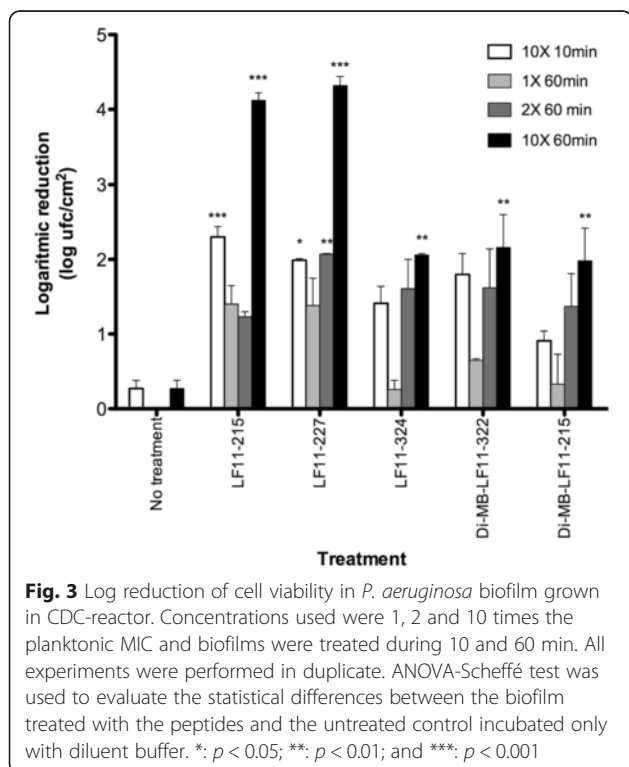 5
4
3
2
1
0
Logaritmic reduction
(log ufc/cm²)
10X 10min
1X 60min
2X 60 min
10X 60min
***
***
***
*
**
**
**
**
No treatment
LF11-215
LF11-227
LF11-324
Di-MB-LF11-322
Di-MB-LF11-215
Treatment
Fig. 3 Log reduction of cell viability in P. aeruginosa biofilm grown
in CDC-reactor. Concentrations used were 1, 2 and 10 times the
planktonic MIC and biofilms were treated during 10 and 60 min. All
experiments were performed in duplicate. ANOVA-Scheffé test was
used to evaluate the statistical differences between the biofilm
treated with the peptides and the untreated control incubated only
with diluent buffer. *: p < 0.05; **: p < 0.01; and ***: p < 0.001